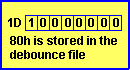 1D 1 0 0 0 0 0 0 0
80h is stored in the
debounce file